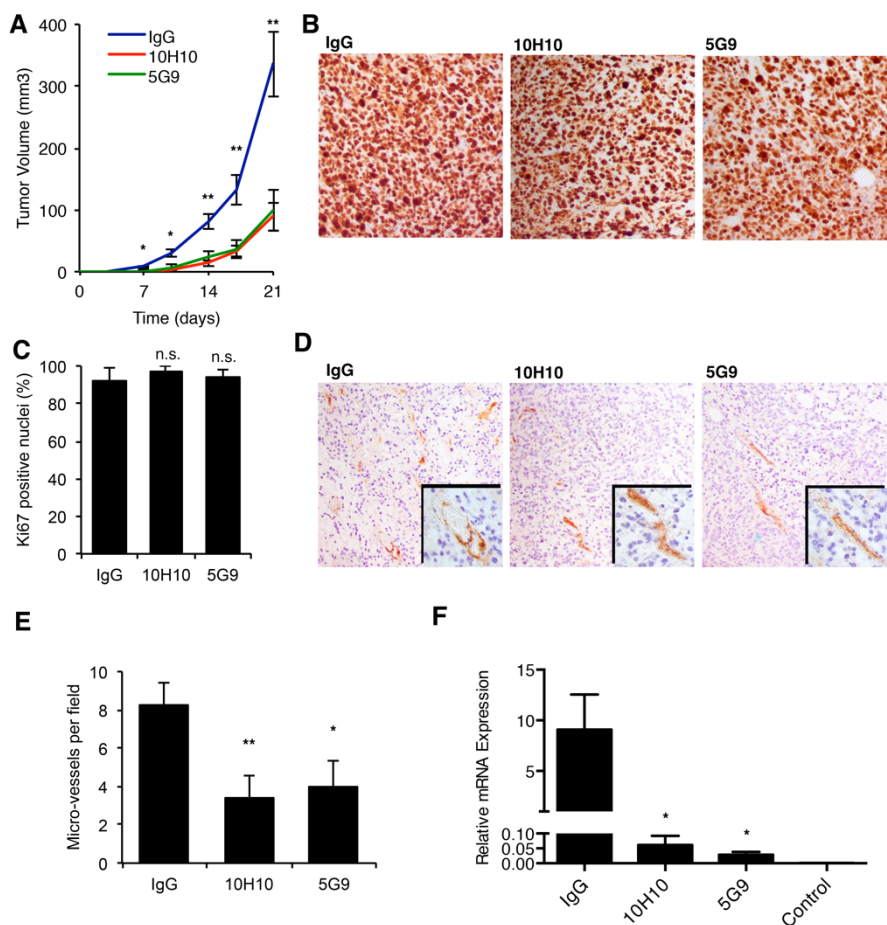 A
IgG
10H10
5G9
Tumor Volume (mm3)
400
300
200
100
0
* * ** ** **
0 7 14 21
Time (days)
B
IgG 10H10 5G9
C
Ki67 positive nuclei (%)
100
80
60
40
20
0
n.s. n.s.
IgG 10H10 5G9
D
IgG 10H10 5G9
E
Micro-vessels per field
10
8
6
4
2
0
** *
IgG 10H10 5G9
F
Relative mRNA Expression
15
10
5
0.10
0.05
0.00
* *
IgG 10H10 5G9 Control